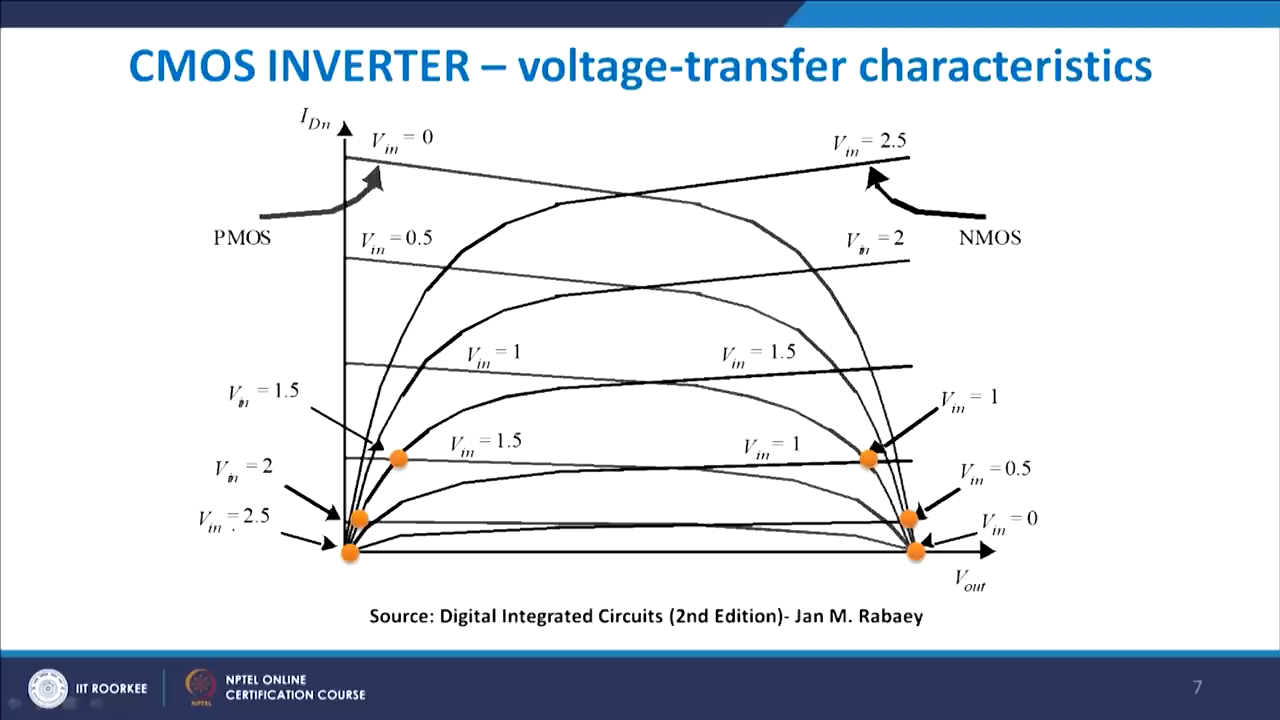 CMOS INVERTER – voltage-transfer characteristics
I_Dn
V_in = 0
V_in = 2.5
PMOS
V_in = 0.5
V_in = 2
NMOS
V_in = 1
V_in = 1.5
V_in = 1.5
V_in = 1
V_in = 1.5
V_in = 1
V_in = 2
V_in = 0.5
V_in = 2.5
V_in = 0
V_out
Source: Digital Integrated Circuits (2nd Edition)- Jan M. Rabaey
IIT ROORKEE
NPTEL
NPTEL ONLINE
CERTIFICATION COURSE
7